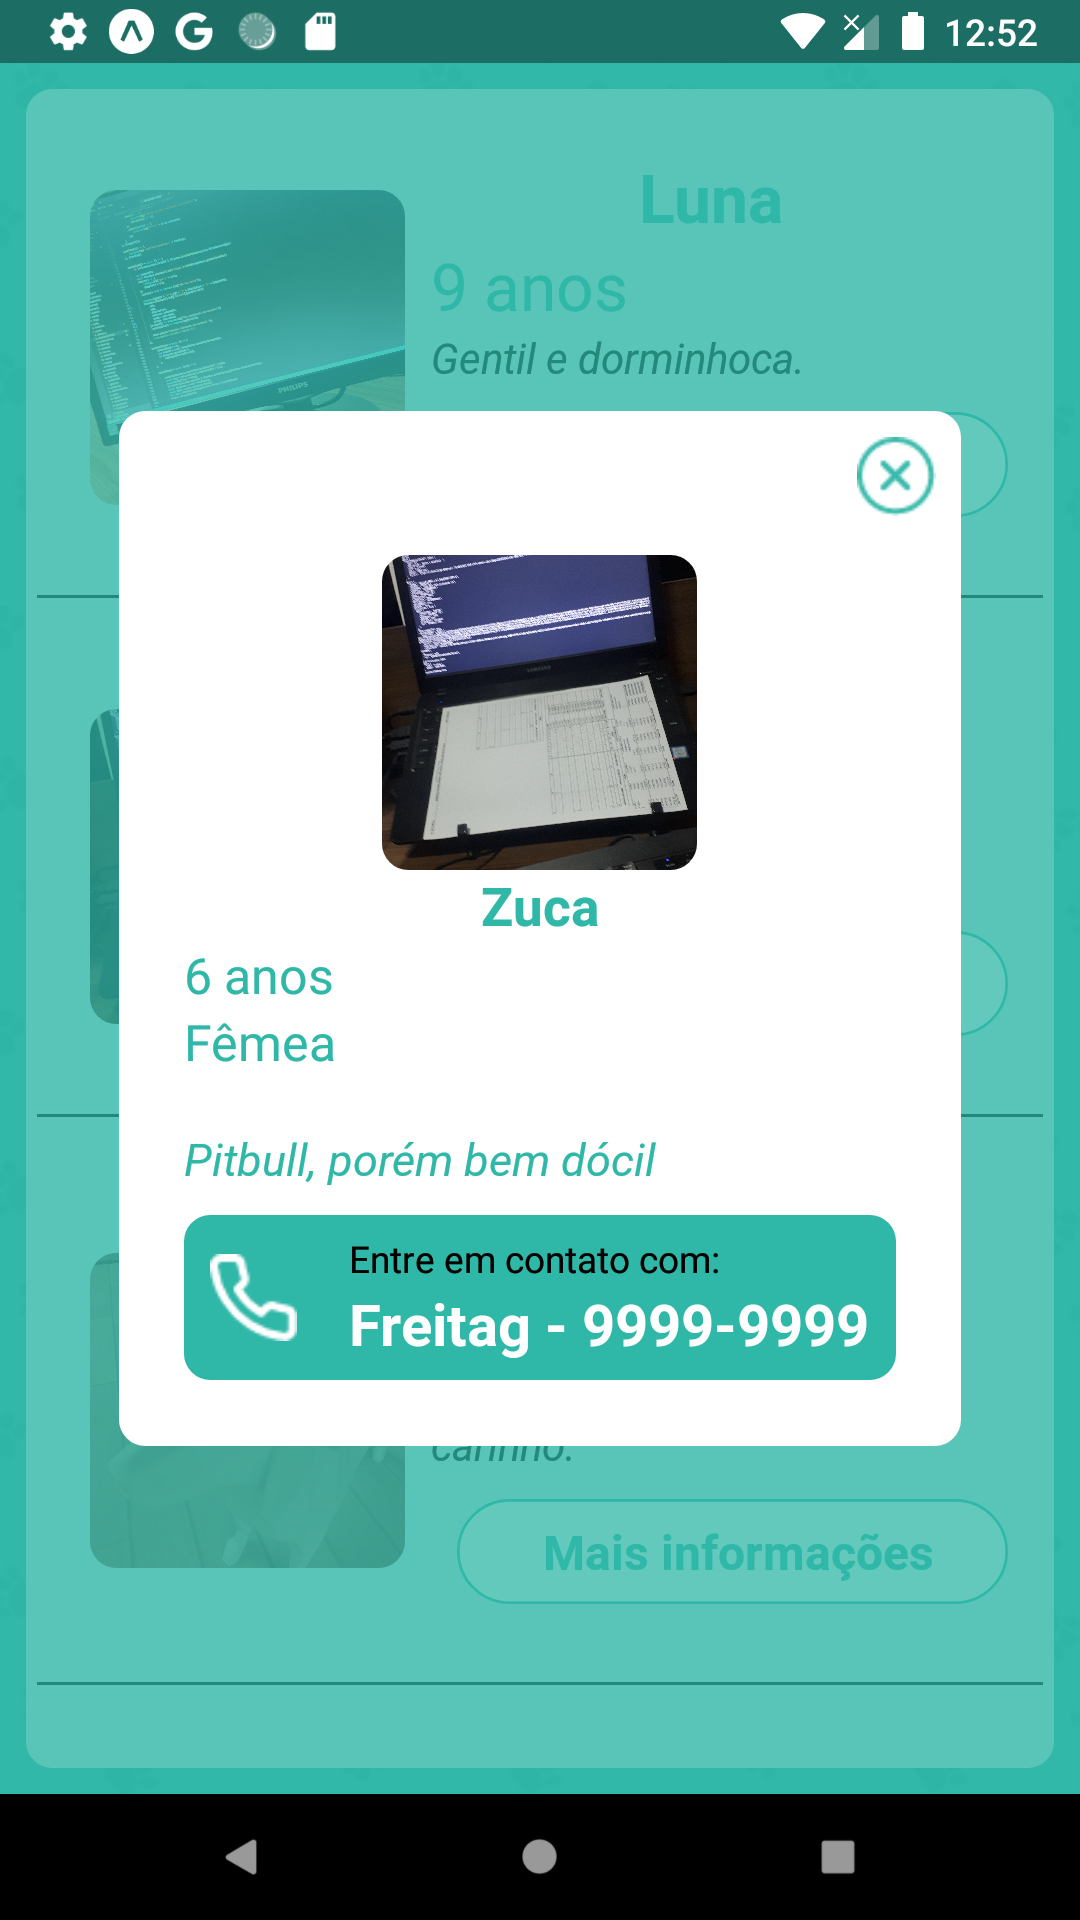 12:52
Luna
9 anos
Gentil e dorminhoca.
PHILIPS
Zuca
6 anos
Fêmea
Pitbull, porém bem dócil
Entre em contato com:
Freitag - 9999-9999
carinho.
Mais informações